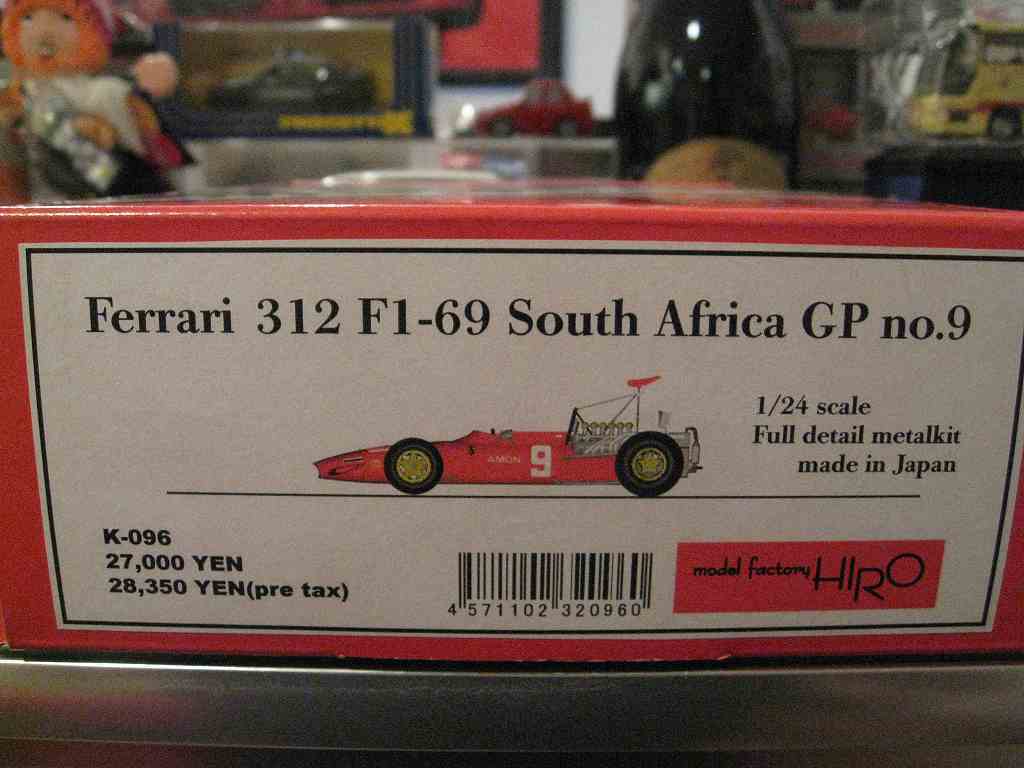 Ferrari 312 F1-69 South Africa GP no.9
1/24 scale
Full detail metalkit
made in Japan
AMON 9
K-096
27,000 YEN
28,350 YEN(pre tax)
4 571102 320960
model factory HIRO